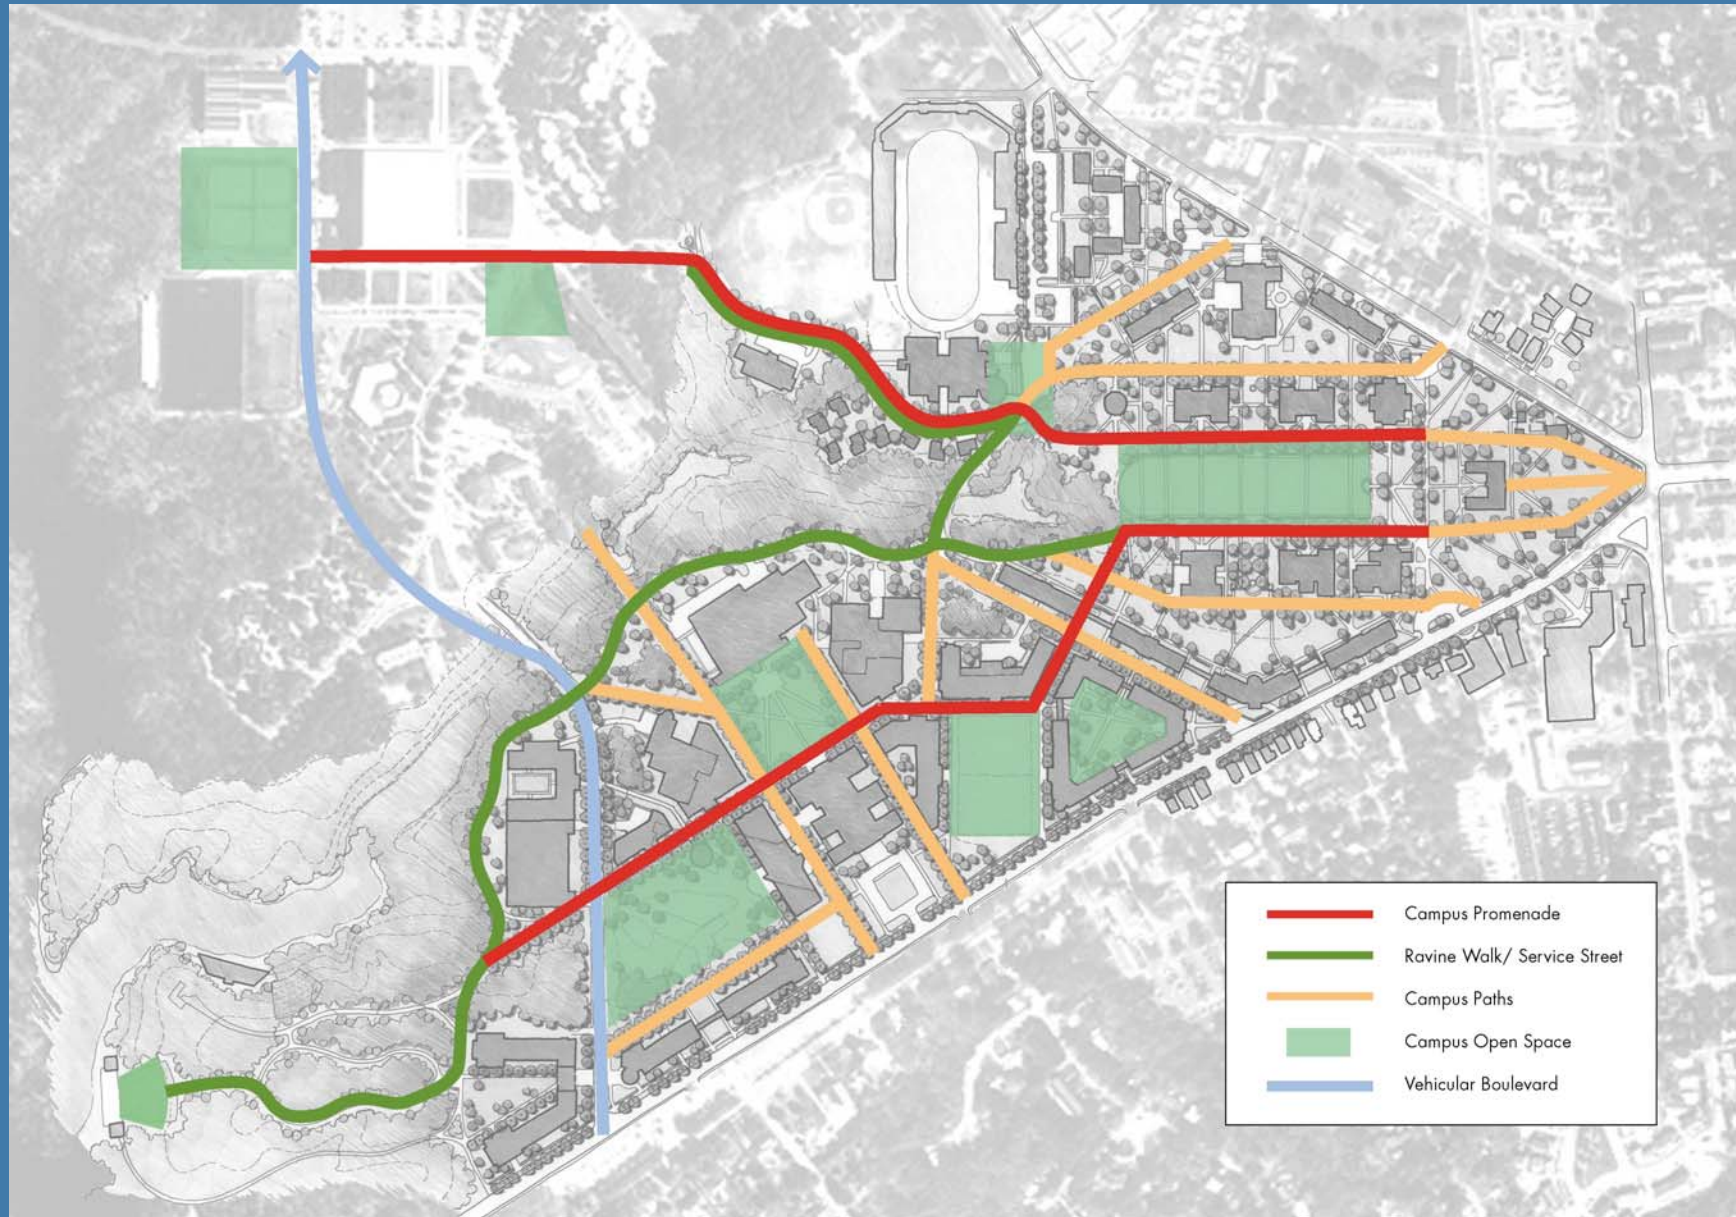 Campus Promenade
Ravine Walk/ Service Street
Campus Paths
Campus Open Space
Vehicular Boulevard